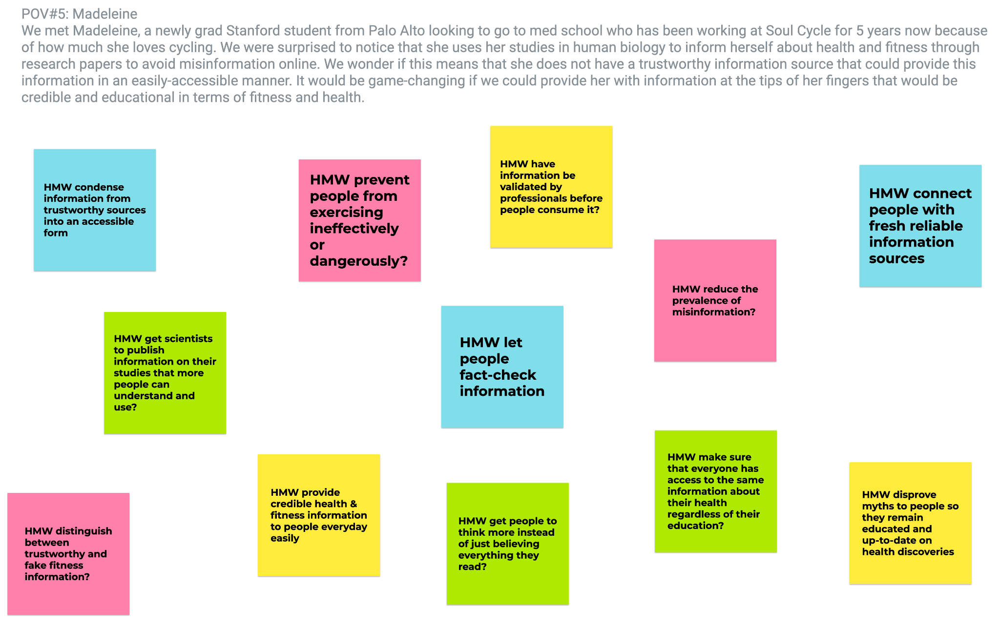 POV#5: Madeleine
We met Madeleine, a newly grad Stanford student from Palo Alto looking to go to med school who has been working at Soul Cycle for 5 years now because
of how much she loves cycling. We were surprised to notice that she uses her studies in human biology to inform herself about health and fitness through
research papers to avoid misinformation online. We wonder if this means that she does not have a trustworthy information source that could provide this
information in an easily-accessible manner. It would be game-changing if we could provide her with information at the tips of her fingers that would be
credible and educational in terms of fitness and health.
HMW condense
information from
trustworthy sources
into an accessible
form
HMW prevent
people from
exercising
ineffectively
or
dangerously?
HMW have
information be
validated by
professionals before
people consume it?
HMW connect
people with
fresh reliable
information
sources
HMW reduce the
prevalence of
misinformation?
HMW get scientists
to publish
information on their
studies that more
people can
understand and
use?
HMW let
people
fact-check
information
HMW make sure
that everyone has
access to the same
information about
their health
regardless of their
education?
HMW distinguish
between
trustworthy and
fake fitness
information?
HMW provide
credible health &
fitness information
to people everyday
easily
HMW get people to
think more instead
of just believing
everything they
read?
HMW disprove
myths to people so
they remain
educated and
up-to-date on
health discoveries